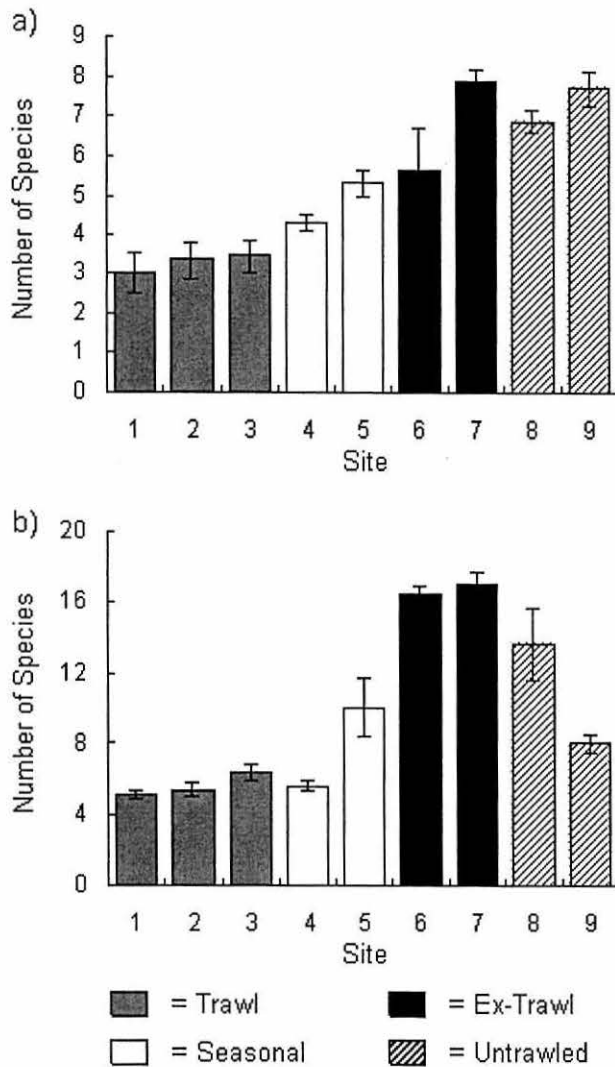 a)
Number of Species
9
8
7
6
5
4
3
2
1
0
1 2 3 4 5 6 7 8 9
Site
b)
Number of Species
20
16
12
8
4
0
1 2 3 4 5 6 7 8 9
Site
= Trawl = Ex-Trawl
= Seasonal = Untrawled